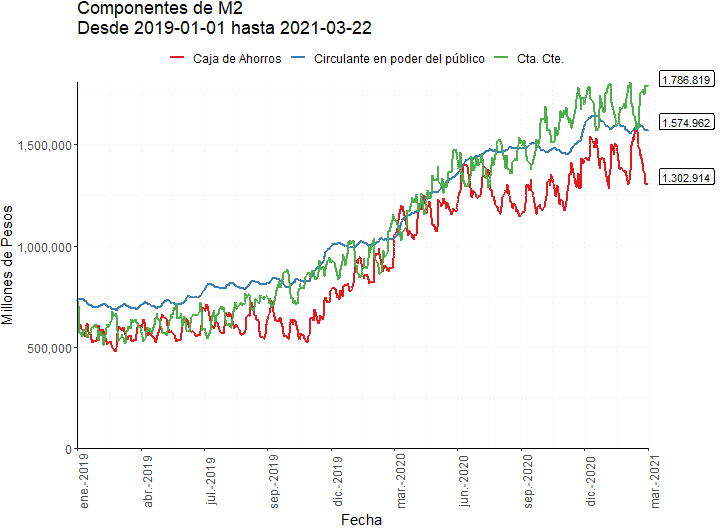 Componentes de M2
Desde 2019-01-01 hasta 2021-03-22
Caja de Ahorros Circulante en poder del público Cta. Cte.
Millones de Pesos
1,500,000
1,000,000
500,000
0
1.786.819
1.574.962
1.302.914
ene.-2019
abr.-2019
jul.-2019
sep.-2019
dic.-2019
mar.-2020
jun.-2020
sep.-2020
dic.-2020
mar.-2021
Fecha